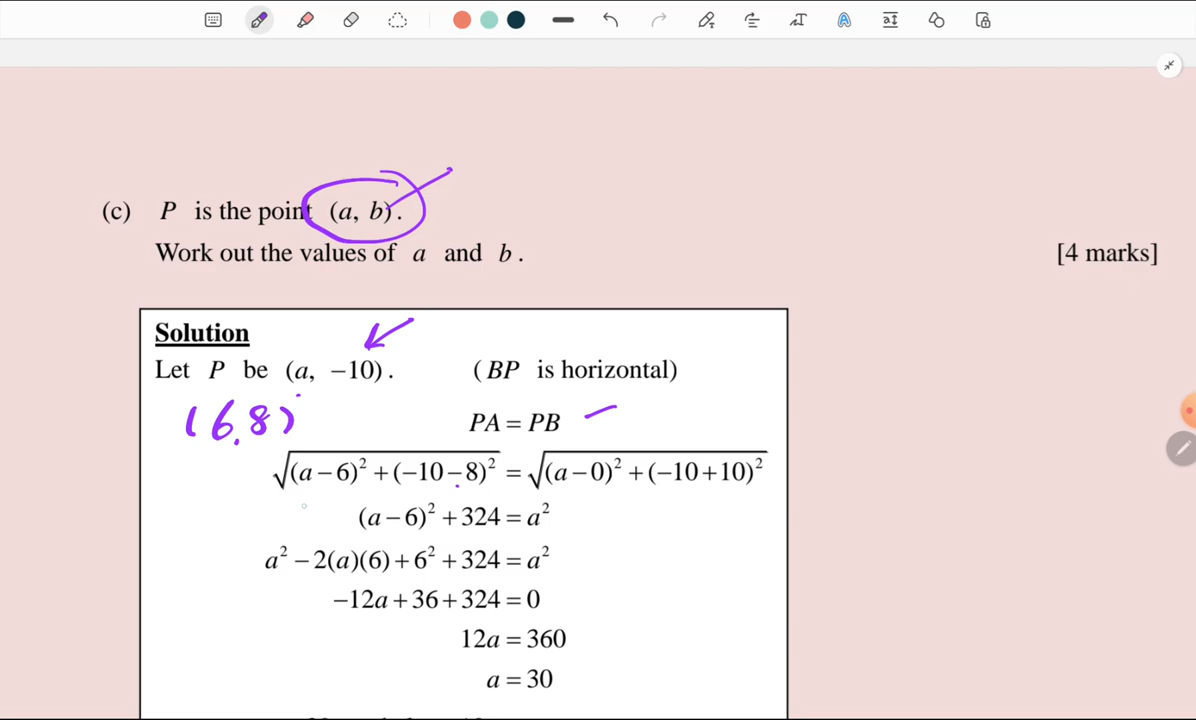 (c) P is the point (a, b).
Work out the values of a and b. [4 marks]
Solution
Let P be (a, −10). (BP is horizontal)
(6,8) PA = PB
√((a − 6)² + (−10 − 8)²) = √((a − 0)² + (−10 + 10)²)
(a − 6)² + 324 = a²
a² − 2(a)(6) + 6² + 324 = a²
−12a + 36 + 324 = 0
12a = 360
a = 30